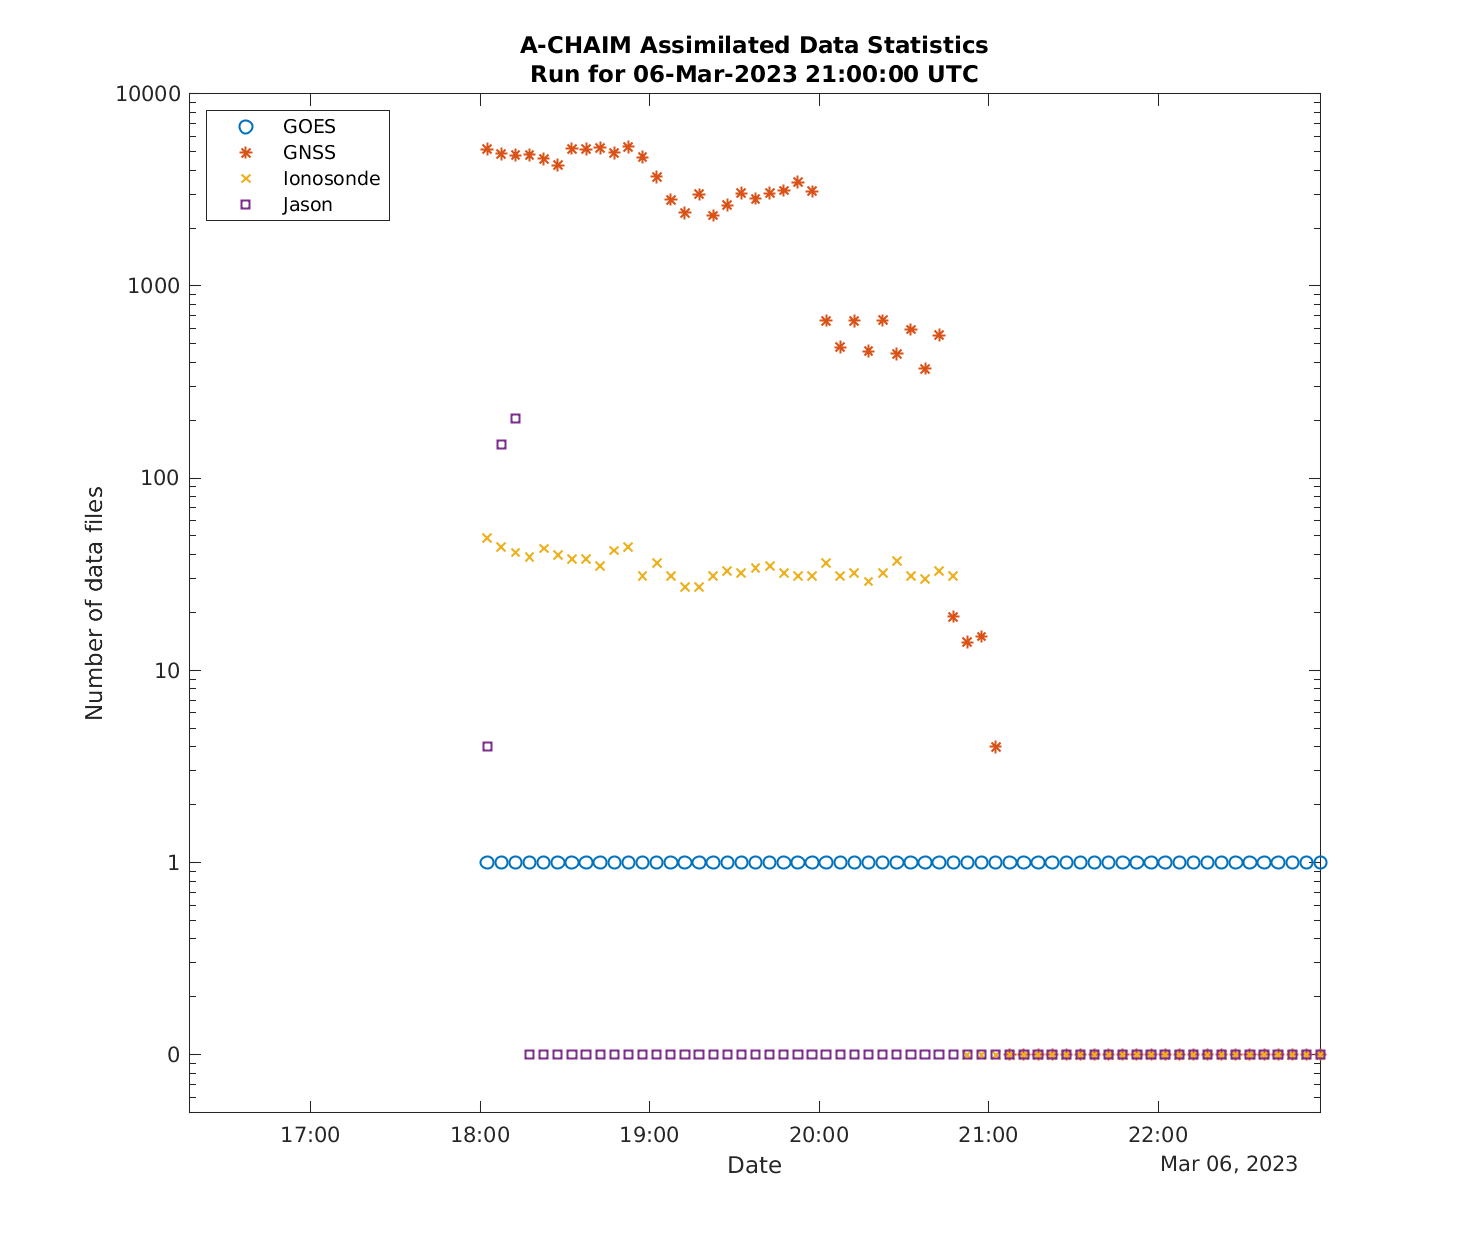 A-CHAIM Assimilated Data Statistics
Run for 06-Mar-2023 21:00:00 UTC
GOES
GNSS
Ionosonde
Jason
10000
1000
100
10
1
0
Number of data files
17:00
18:00
19:00
20:00
21:00
22:00
Date
Mar 06, 2023